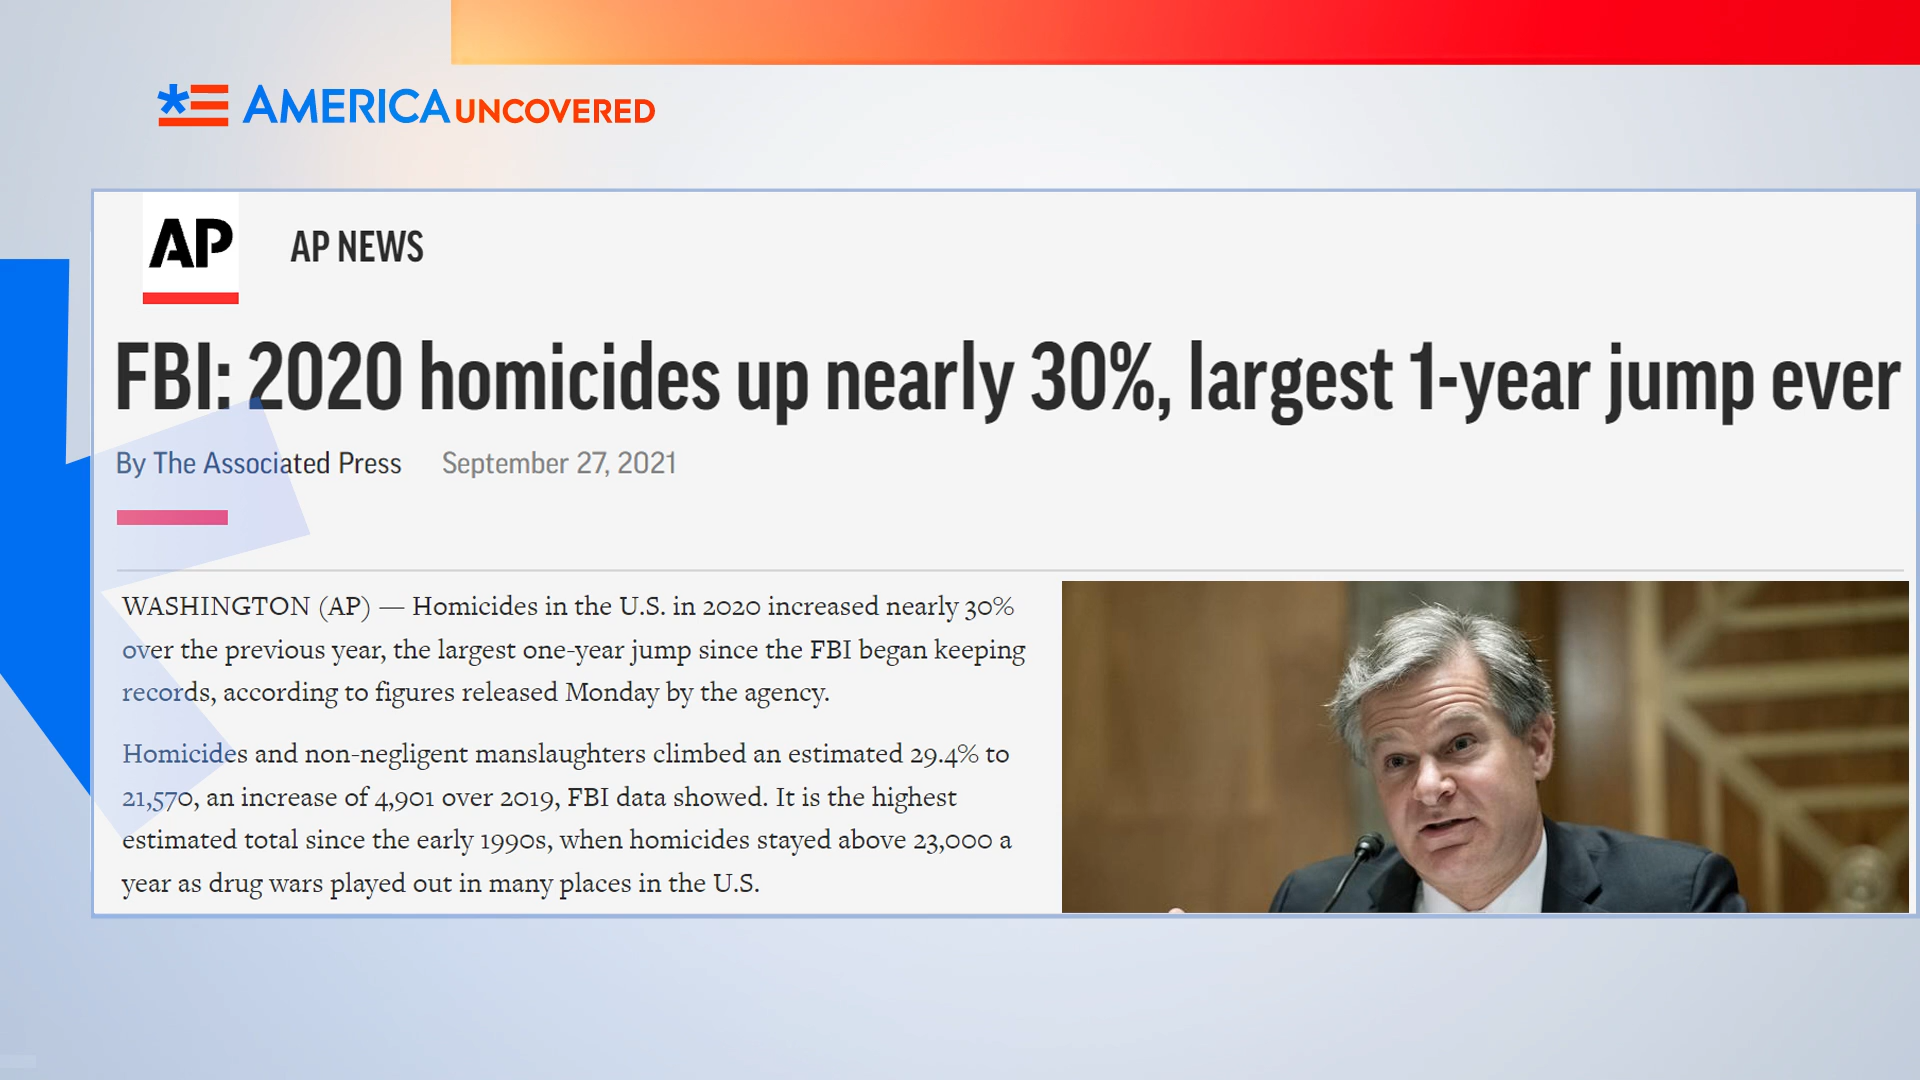 AMERICA UNCOVERED
AP
AP NEWS
FBI: 2020 homicides up nearly 30%, largest 1-year jump ever
By The Associated Press September 27, 2021
WASHINGTON (AP) — Homicides in the U.S. in 2020 increased nearly 30%
over the previous year, the largest one-year jump since the FBI began keeping
records, according to figures released Monday by the agency.
Homicides and non-negligent manslaughters climbed an estimated 29.4% to
21,570, an increase of 4,901 over 2019, FBI data showed. It is the highest
estimated total since the early 1990s, when homicides stayed above 23,000 a
year as drug wars played out in many places in the U.S.